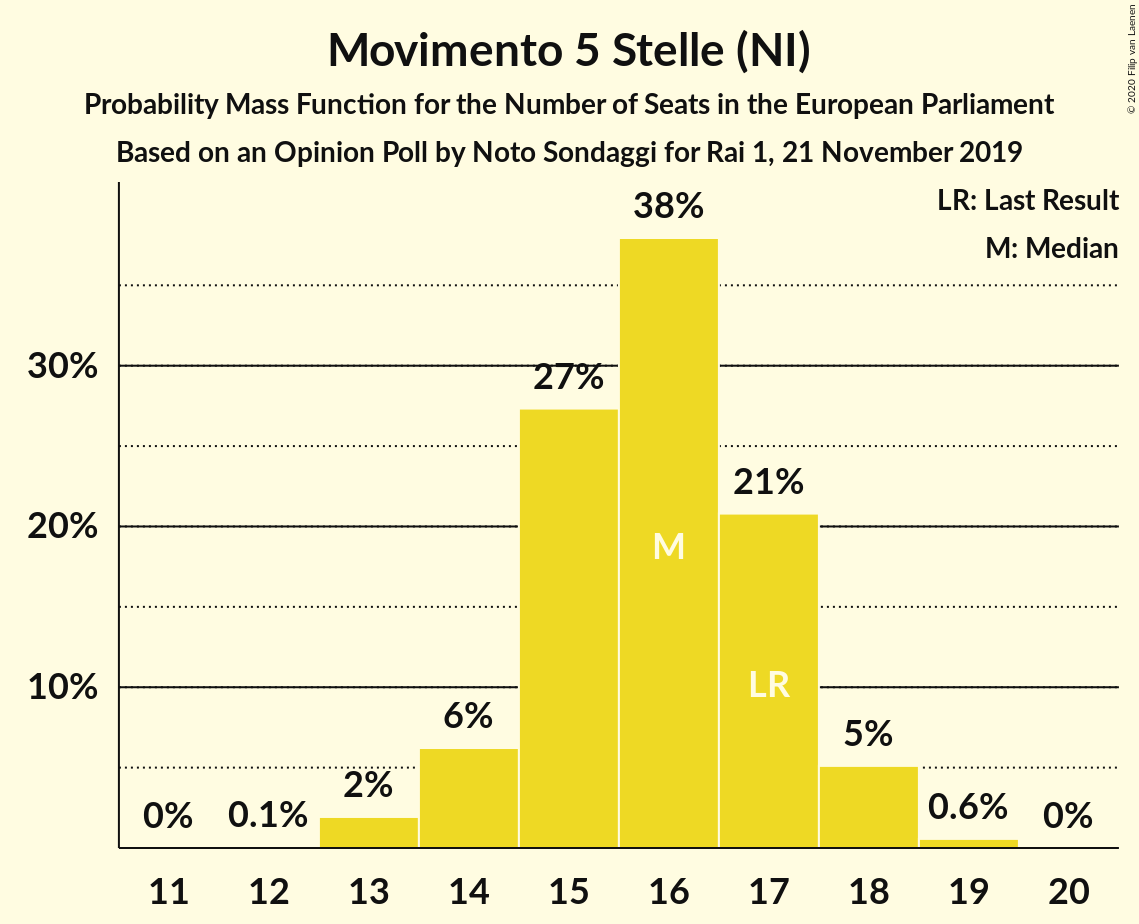 Movimento 5 Stelle (NI)
Probability Mass Function for the Number of Seats in the European Parliament
Based on an Opinion Poll by Noto Sondaggi for Rai 1, 21 November 2019
© 2020 Filip van Laenen
LR: Last Result
M: Median
38%
30%
27%
21%
20%
M
LR
10%
6%
5%
2%
0%
0.1%
0.6%
0%
11 12 13 14 15 16 17 18 19 20